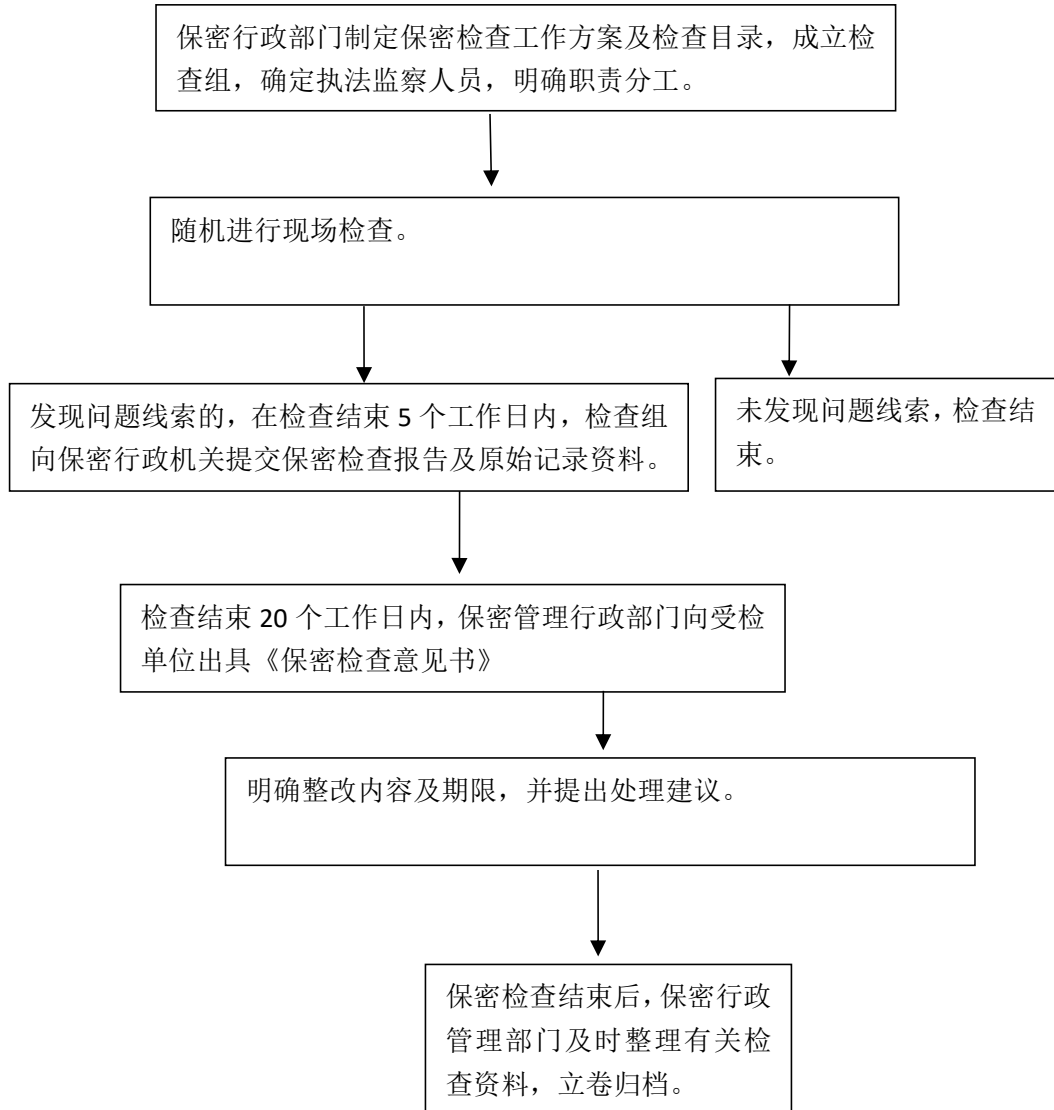 保密行政部门制定保密检查工作方案及检查目录，成立检
查组，确定执法监察人员，明确职责分工。
随机进行现场检查。
发现问题线索的，在检查结束 5 个工作日内，检查组
向保密行政机关提交保密检查报告及原始记录资料。
未发现问题线索，检查结
束。
检查结束 20 个工作日内，保密管理行政部门向受检
单位出具《保密检查意见书》
明确整改内容及期限，并提出处理建议。
保密检查结束后，保密行政
管理部门及时整理有关检
查资料，立卷归档。